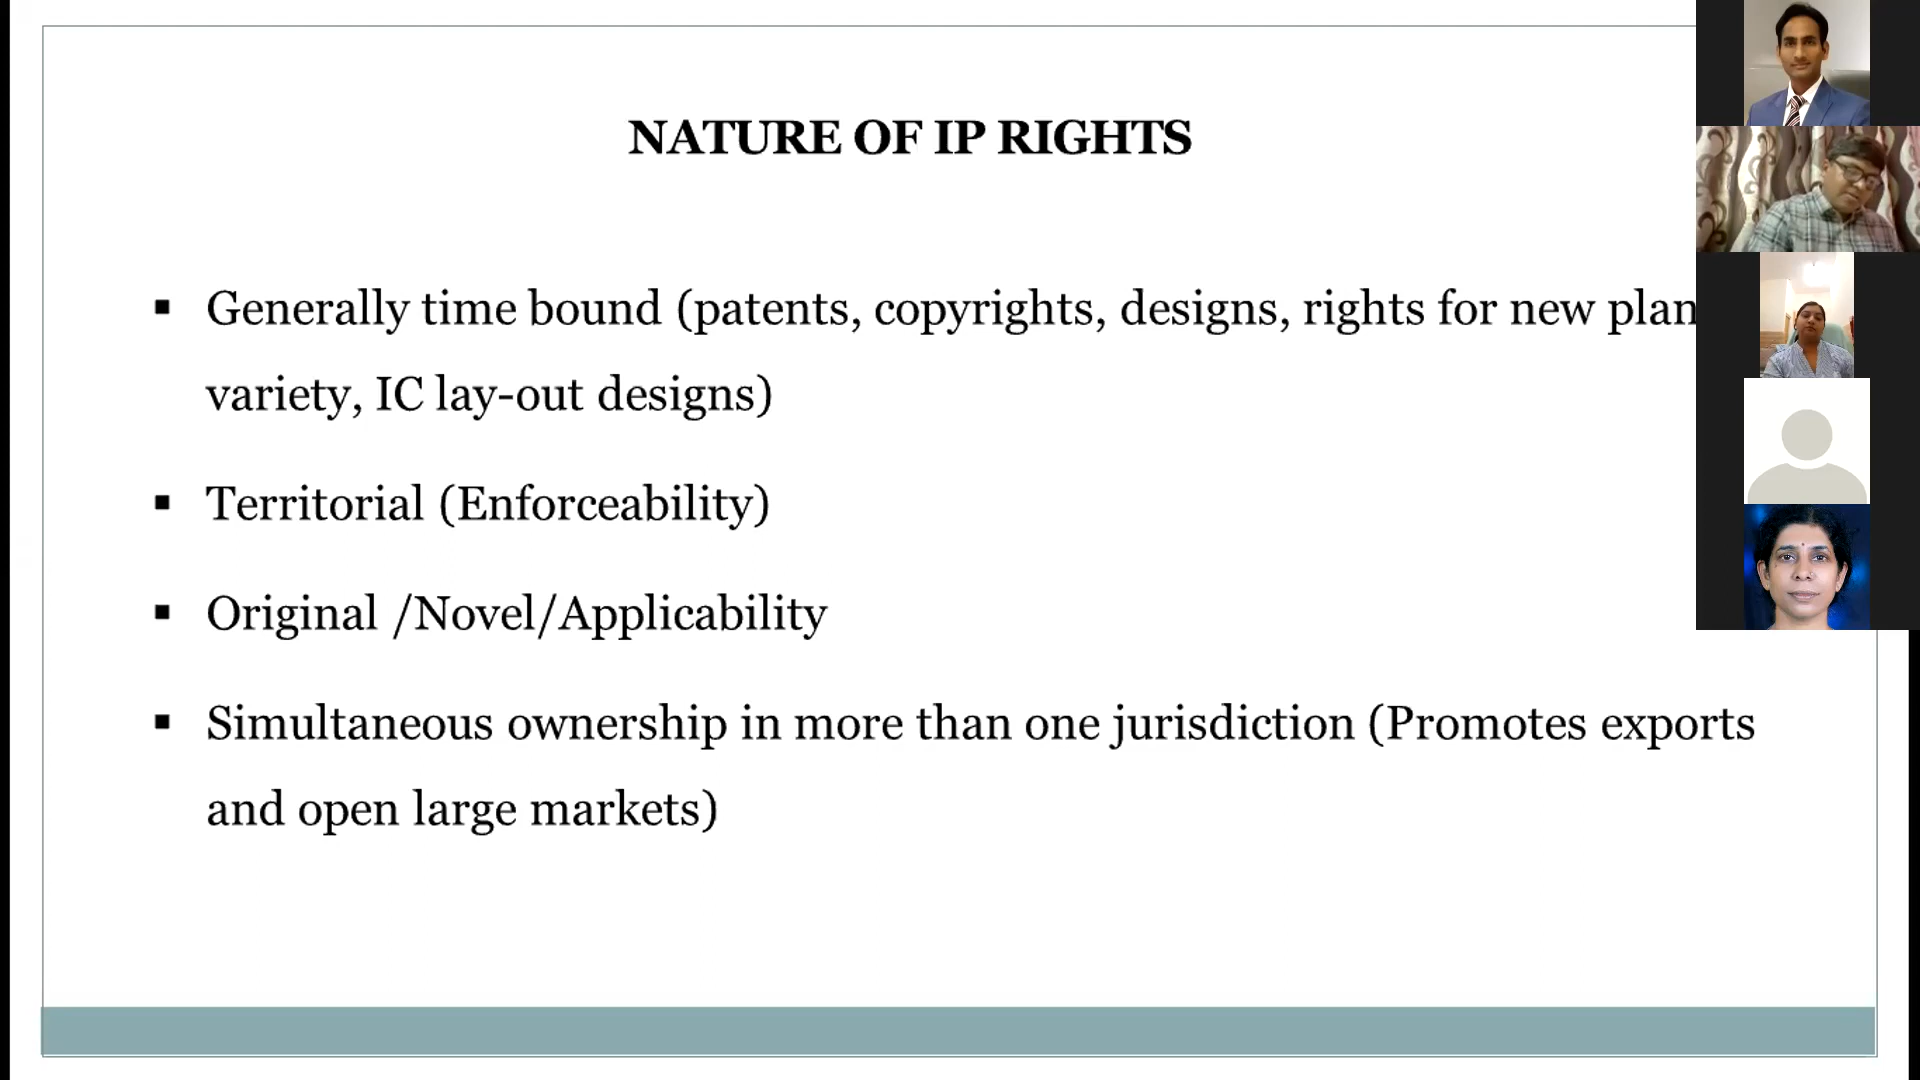 NATURE OF IP RIGHTS
▪ Generally time bound (patents, copyrights, designs, rights for new plan
variety, IC lay-out designs)
▪ Territorial (Enforceability)
▪ Original /Novel/Applicability
▪ Simultaneous ownership in more than one jurisdiction (Promotes exports
and open large markets)